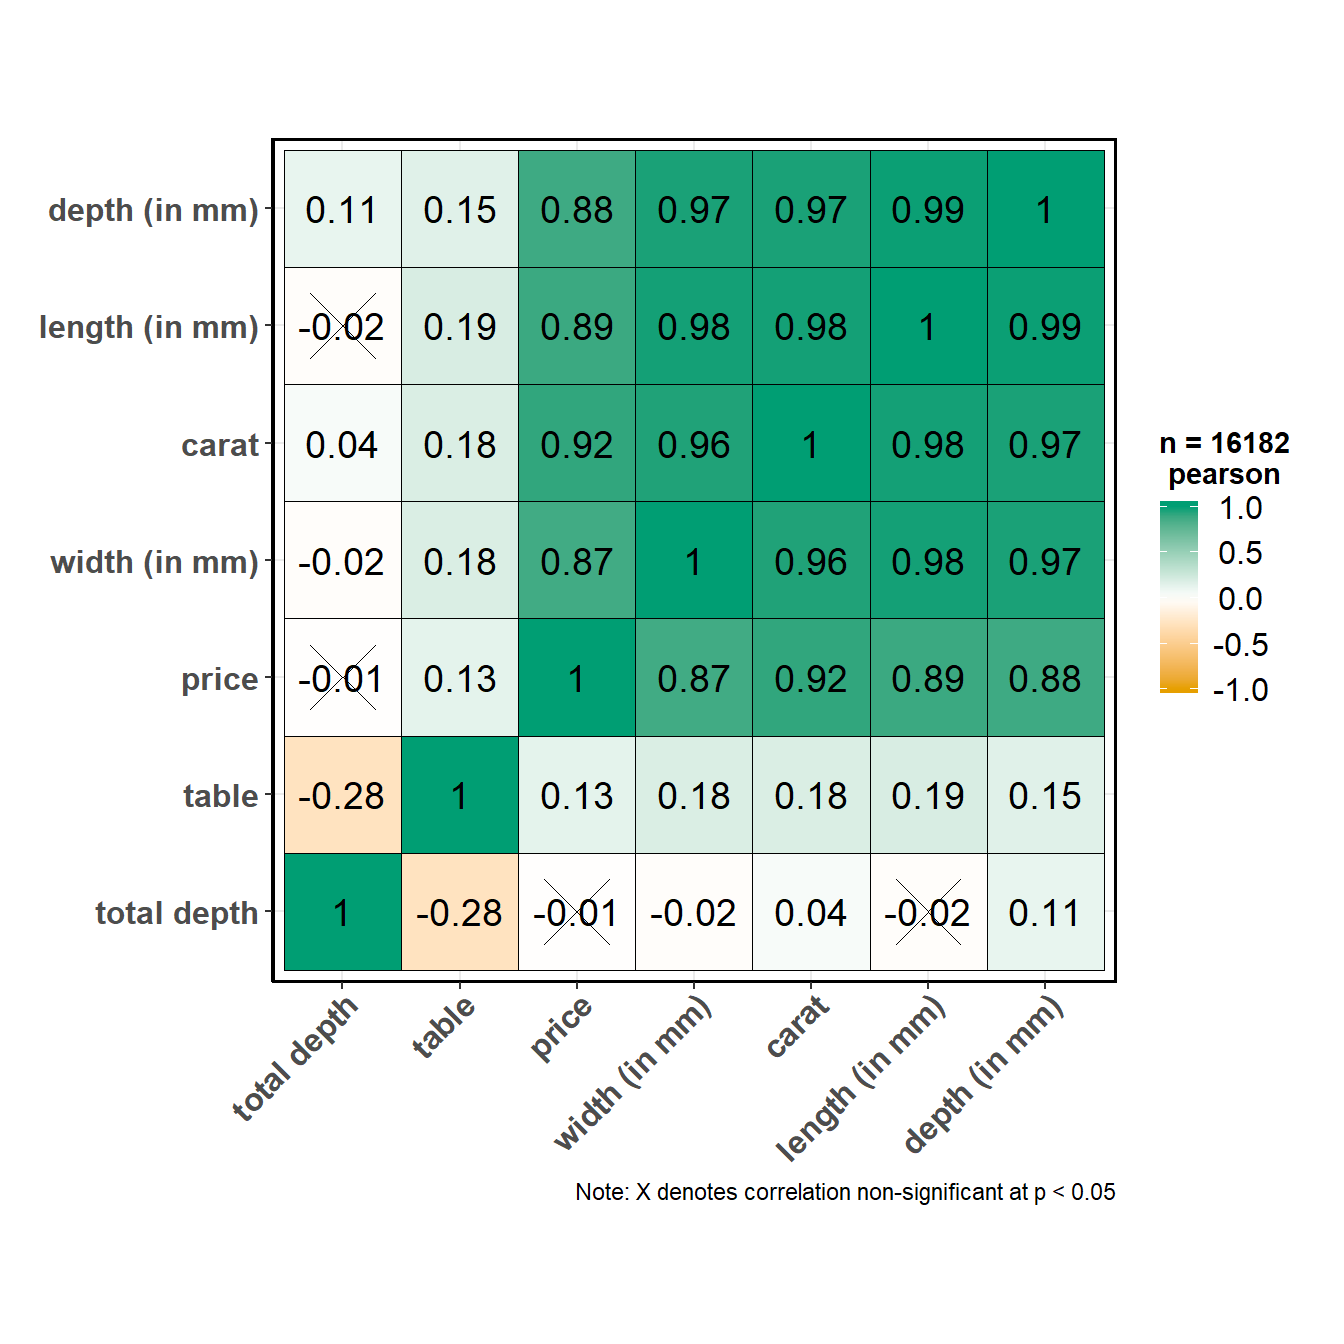 depth (in mm) 0.11 0.15 0.88 0.97 0.97 0.99 1
length (in mm) -0.02 0.19 0.89 0.98 0.98 1 0.99
carat 0.04 0.18 0.92 0.96 1 0.98 0.97
width (in mm) -0.02 0.18 0.87 1 0.96 0.98 0.97
price -0.01 0.13 1 0.87 0.92 0.89 0.88
table -0.28 1 0.13 0.18 0.18 0.19 0.15
total depth 1 -0.28 -0.01 -0.02 0.04 -0.02 0.11
total depth table price width (in mm) carat length (in mm) depth (in mm)
n = 16182
pearson
1.0
0.5
0.0
-0.5
-1.0
Note: X denotes correlation non-significant at p < 0.05